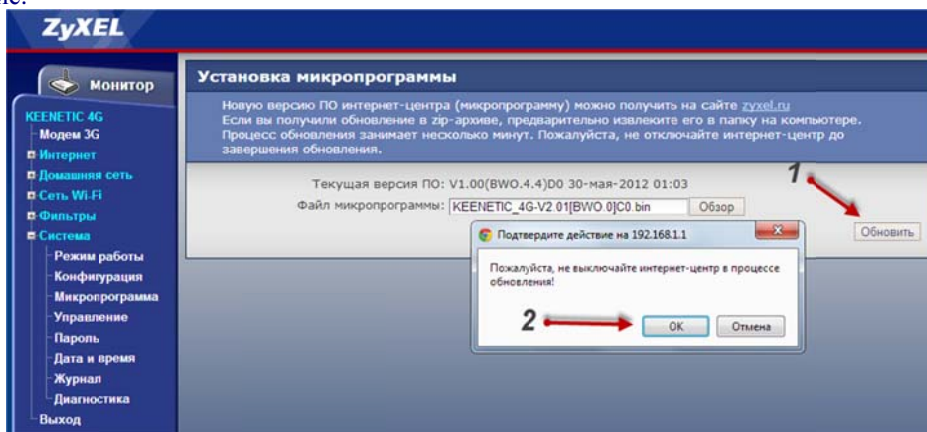 ие.
ZyXEL
Монитор
KEENETIC 4G
Модем 3G
Интернет
Домашняя сеть
Сеть Wi-Fi
Фильтры
Система
Режим работы
Конфигурация
Микропрограмма
Управление
Пароль
Дата и время
Журнал
Диагностика
Выход
Установка микропрограммы
Новую версию ПО интернет-центра (микропрограмму) можно получить на сайте zyxel.ru
Если вы получили обновление в zip-архиве, предварительно извлеките его в папку на компьютере.
Процесс обновления занимает несколько минут. Пожалуйста, не отключайте интернет-центр до
завершения обновления.
Текущая версия ПО: V1.00(BWO.4.4)D0 30-мая-2012 01:03
Файл микропрограммы: KEENETIC_4G-V2.01[BWO.0]C0.bin Обзор
1
Обновить
Подтвердите действие на 192.168.1.1
Пожалуйста, не выключайте интернет-центр в процессе
обновления!
2
OK Отмена